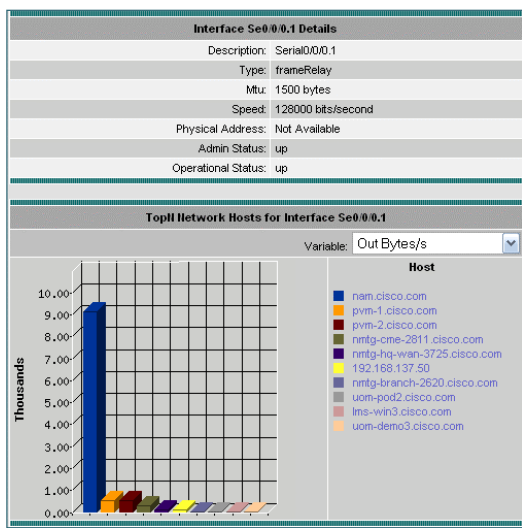 Interface Se0/0/0.1 Details
Description: Serial0/0/0.1
Type: frameRelay
Mtu: 1500 bytes
Speed: 128000 bits/second
Physical Address: Not Available
Admin Status: up
Operational Status: up
TopN Network Hosts for Interface Se0/0/0.1
Variable: Out Bytes/s
Host
nam.cisco.com
pvm-1.cisco.com
pvm-2.cisco.com
nmtg-cme-2811.cisco.com
nmtg-hq-wan-3725.cisco.com
192.168.137.50
nmtg-branch-2620.cisco.com
uom-pod2.cisco.com
lms-win3.cisco.com
uom-demo3.cisco.com
Thousands
10.00
9.00
8.00
7.00
6.00
5.00
4.00
3.00
2.00
1.00
0.00